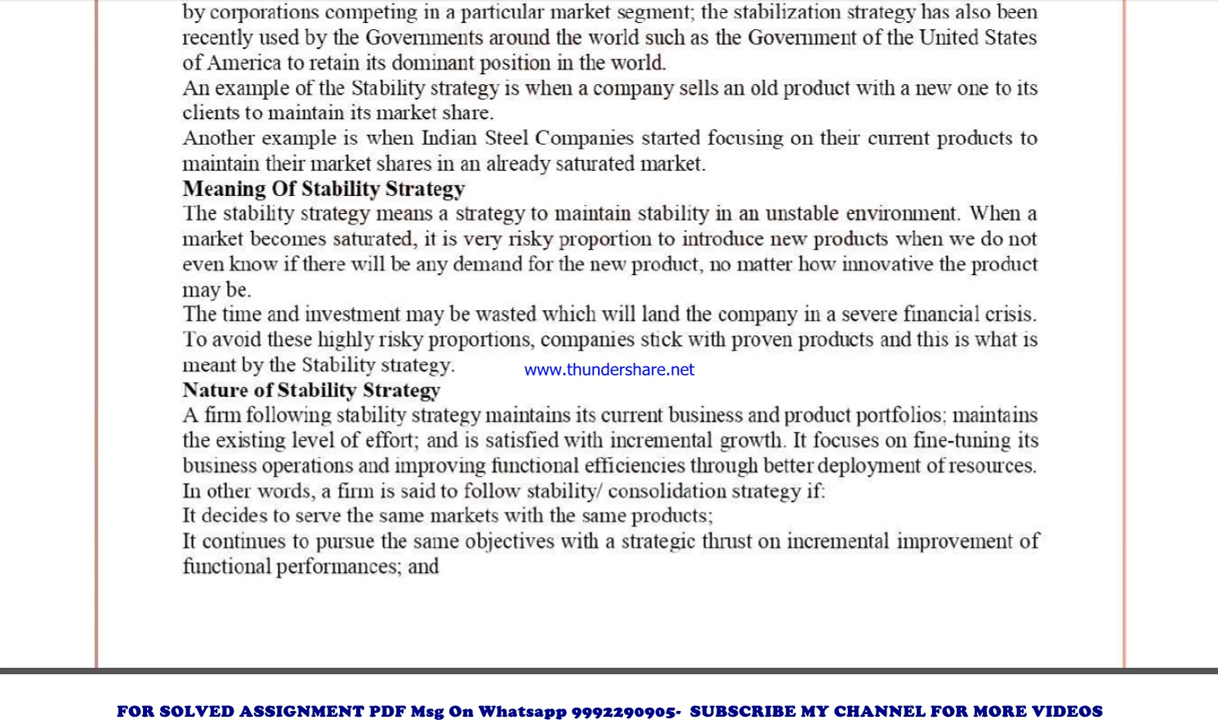 by corporations competing in a particular market segment; the stabilization strategy has also been
recently used by the Governments around the world such as the Government of the United States
of America to retain its dominant position in the world.
An example of the Stability strategy is when a company sells an old product with a new one to its
clients to maintain its market share.
Another example is when Indian Steel Companies started focusing on their current products to
maintain their market shares in an already saturated market.
Meaning Of Stability Strategy
The stability strategy means a strategy to maintain stability in an unstable environment. When a
market becomes saturated, it is very risky proportion to introduce new products when we do not
even know if there will be any demand for the new product, no matter how innovative the product
may be.
The time and investment may be wasted which will land the company in a severe financial crisis.
To avoid these highly risky proportions, companies stick with proven products and this is what is
meant by the Stability strategy.
www.thundershare.net
Nature of Stability Strategy
A firm following stability strategy maintains its current business and product portfolios; maintains
the existing level of effort; and is satisfied with incremental growth. It focuses on fine-tuning its
business operations and improving functional efficiencies through better deployment of resources.
In other words, a firm is said to follow stability/ consolidation strategy if:
It decides to serve the same markets with the same products;
It continues to pursue the same objectives with a strategic thrust on incremental improvement of
functional performances; and
FOR SOLVED ASSIGNMENT PDF Msg On Whatsapp 9992290905- SUBSCRIBE MY CHANNEL FOR MORE VIDEOS